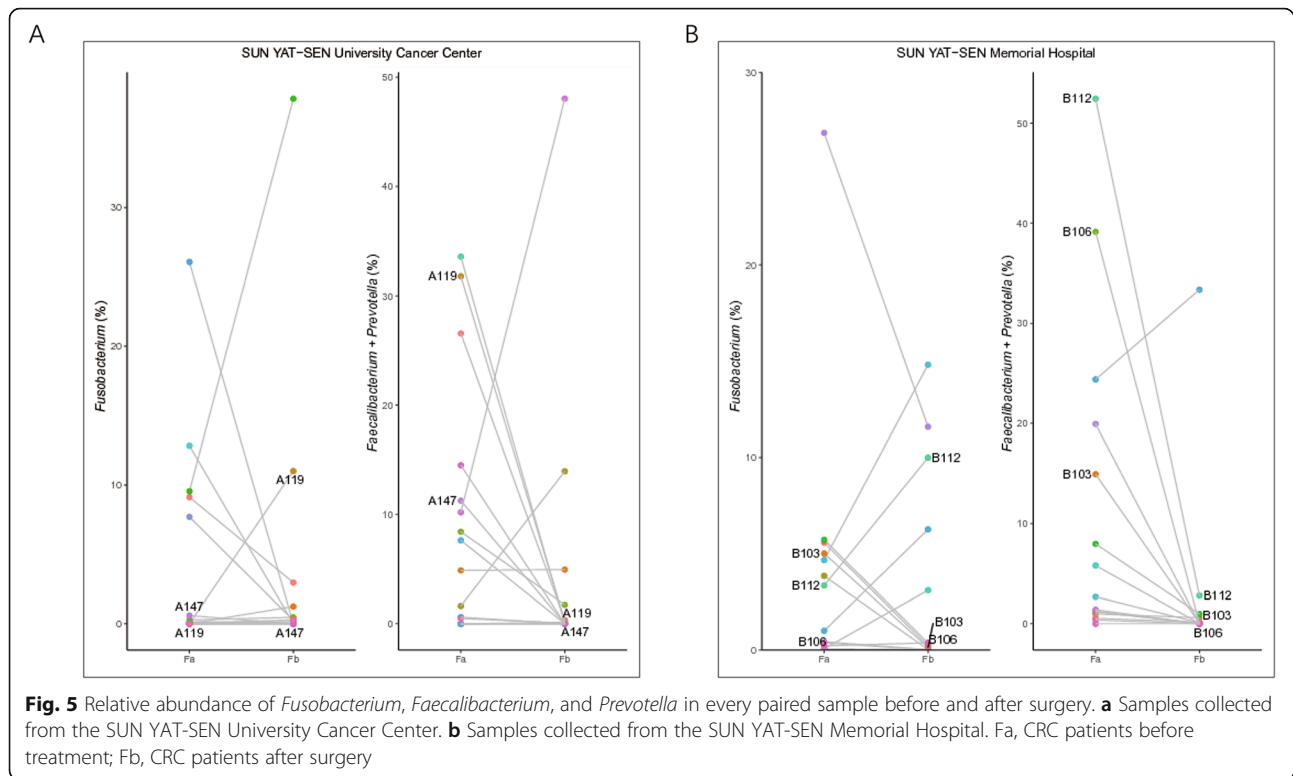 A
SUN YAT-SEN University Cancer Center
Fusobacterium (%)
30
20
10
0
A147
A119
A119
A147
Fa
Fb
Faecalibacterium + Prevotella (%)
50
40
30
20
10
0
A119
A147
A119
A147
Fa
Fb
B
SUN YAT-SEN Memorial Hospital
Fusobacterium (%)
30
20
10
0
B103
B112
B106
B112
B103
B106
Fa
Fb
Faecalibacterium + Prevotella (%)
50
40
30
20
10
0
B112
B106
B103
B112
B103
B106
Fa
Fb
Fig. 5 Relative abundance of Fusobacterium, Faecalibacterium, and Prevotella in every paired sample before and after surgery. a Samples collected
from the SUN YAT-SEN University Cancer Center. b Samples collected from the SUN YAT-SEN Memorial Hospital. Fa, CRC patients before
treatment; Fb, CRC patients after surgery